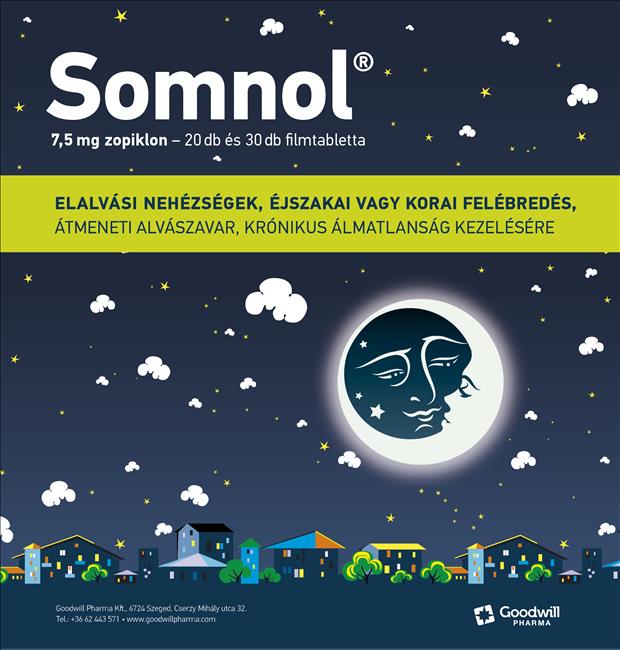 Somnol®
7,5 mg zopiklon – 20 db és 30 db filmtabletta
ELALVÁSI NEHÉZSÉGEK, ÉJSZAKAI VAGY KORAI FELÉBREDÉS,
ÁTMENETI ALVÁSZAVAR, KRÓNIKUS ÁLMATLANSÁG KEZELÉSÉRE
Goodwill Pharma Kft., 6724 Szeged, Cserzy Mihály utca 32.
Tel.: +36 62 443 571 • www.goodwillpharma.com
Goodwill
PHARMA